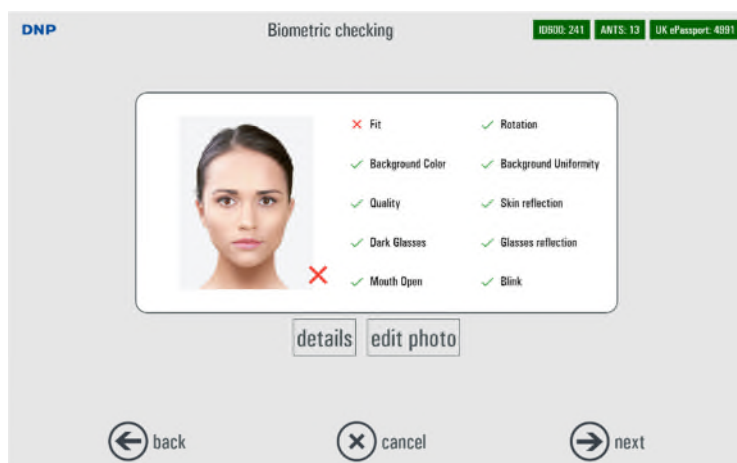 DNP
Biometric checking
ID600: 241 ANTS: 13 UK ePassport: 4991
Fit
Rotation
Background Color
Background Uniformity
Quality
Skin reflection
Dark Glasses
Glasses reflection
Mouth Open
Blink
details
edit photo
back
cancel
next